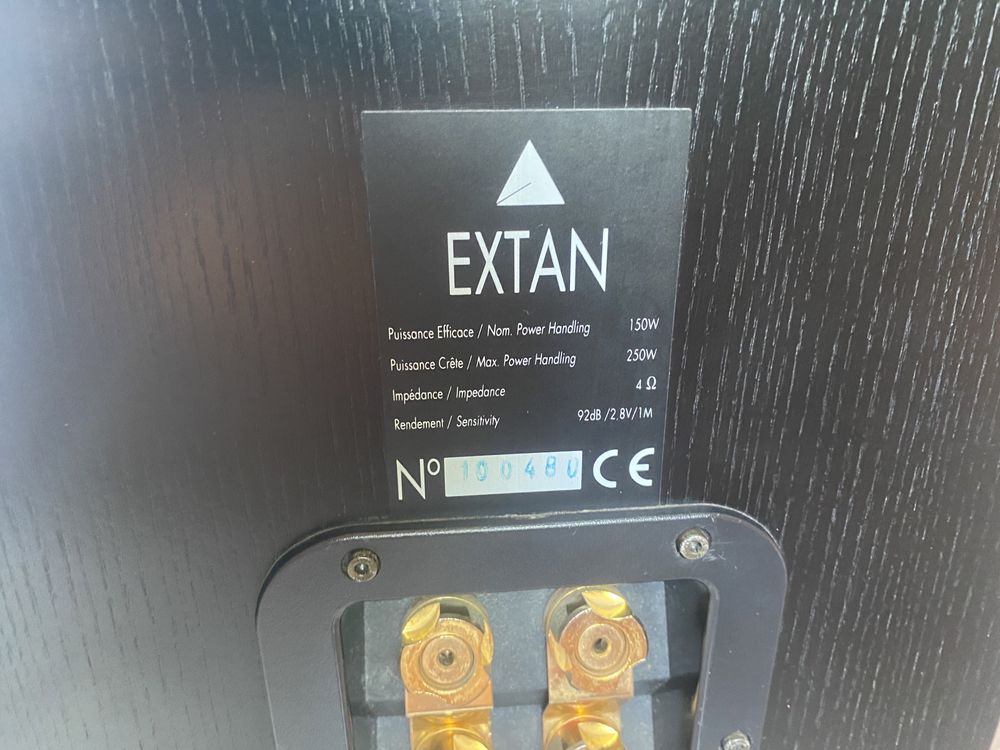 EXTAN
Puissance Efficace / Nom. Power Handling 150W
Puissance Crête / Max. Power Handling 250W
Impédance / Impedance 4 Ω
Rendement / Sensitivity 92dB /2.8V/1M
Nº 100480 CE